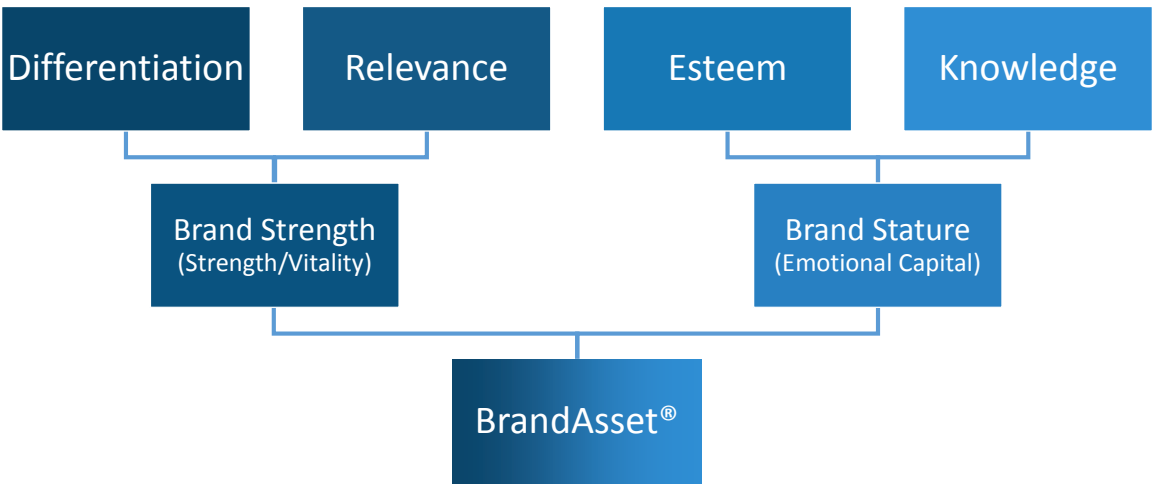 Differentiation
Relevance
Esteem
Knowledge
Brand Strength
(Strength/Vitality)
Brand Stature
(Emotional Capital)
BrandAsset®